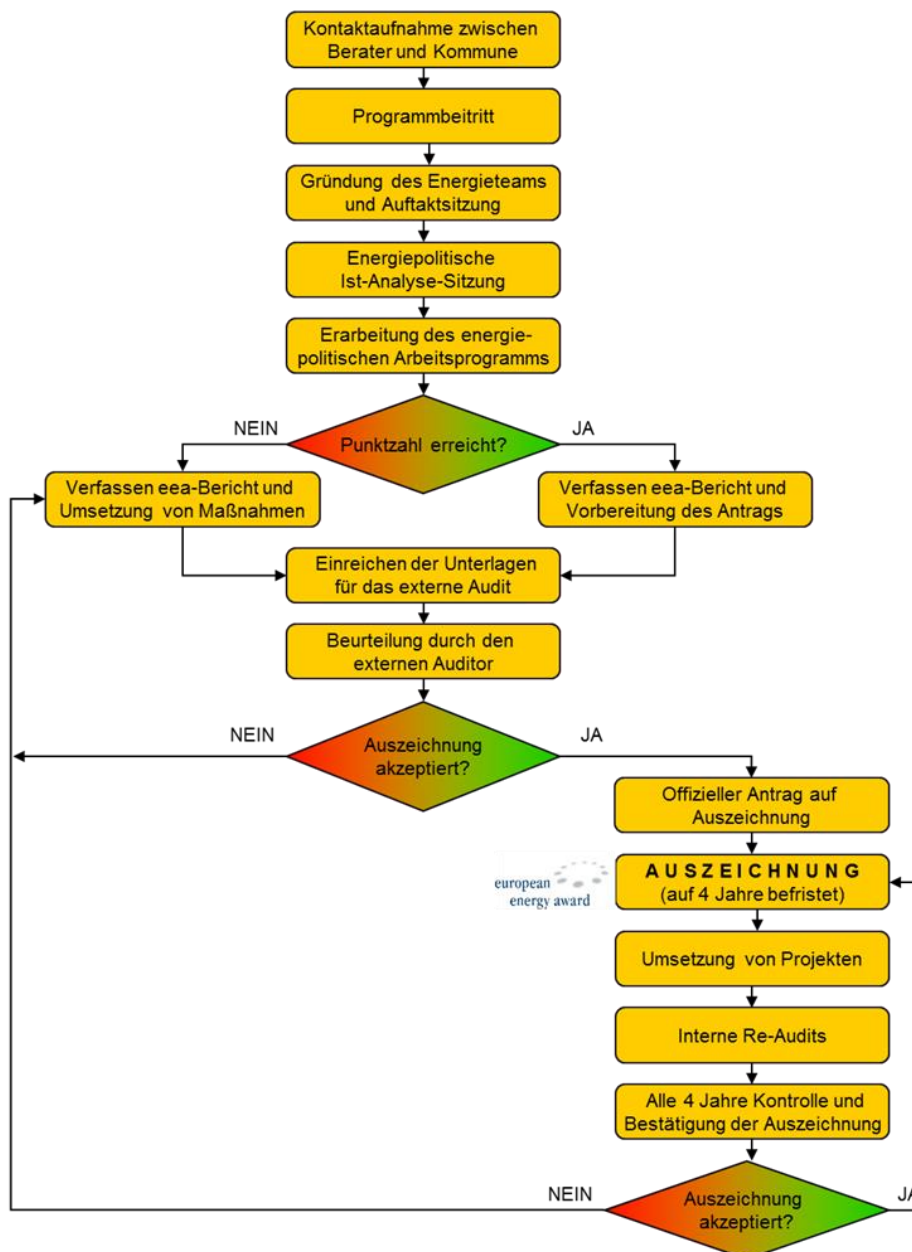 Kontaktaufnahme zwischen
Berater und Kommune
Programmbeitritt
Gründung des Energieteams
und Auftaktsitzung
Energiepolitische
Ist-Analyse-Sitzung
Erarbeitung des energie-
politischen Arbeitsprogramms
NEIN
Punktzahl erreicht?
JA
Verfassen eea-Bericht und
Umsetzung von Maßnahmen
Verfassen eea-Bericht und
Vorbereitung des Antrags
Einreichen der Unterlagen
für das externe Audit
Beurteilung durch den
externen Auditor
NEIN
Auszeichnung
akzeptiert?
JA
Offizieller Antrag auf
Auszeichnung
european
energy award
A U S Z E I C H N U N G
(auf 4 Jahre befristet)
Umsetzung von Projekten
Interne Re-Audits
Alle 4 Jahre Kontrolle und
Bestätigung der Auszeichnung
NEIN
Auszeichnung
akzeptiert?
JA